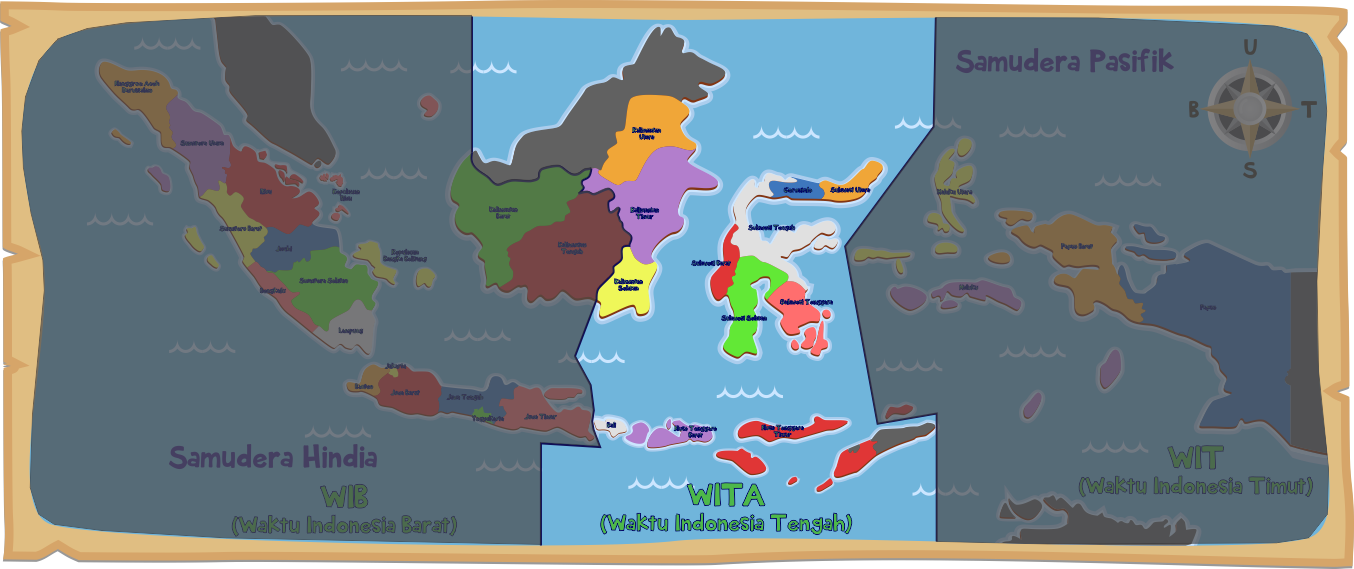 Samudera Pasifik
U
B
T
S
Nanggroe Aceh
Darussalam
Sumatera Utara
Riau
Kepulauan
Riau
Sumatera Barat
Jambi
Kepulauan
Bangka Belitung
Sumatera Selatan
Bengkulu
Lampung
Jakarta
Banten
Jawa Barat
Jawa Tengah
Yogyakarta
Jawa Timur
Kalimantan
Utara
Kalimantan
Barat
Kalimantan
Timur
Kalimantan
Tengah
Kalimantan
Selatan
Gorontalo
Sulawesi Utara
Sulawesi Tengah
Sulawesi Barat
Sulawesi Tenggara
Sulawesi Selatan
Bali
Nusa Tenggara
Barat
Nusa Tenggara
Timur
Maluku Utara
Maluku
Papua Barat
Papua
Samudera Hindia
WIB
(Waktu Indonesia Barat)
WITA
(Waktu Indonesia Tengah)
WIT
(Waktu Indonesia Timut)